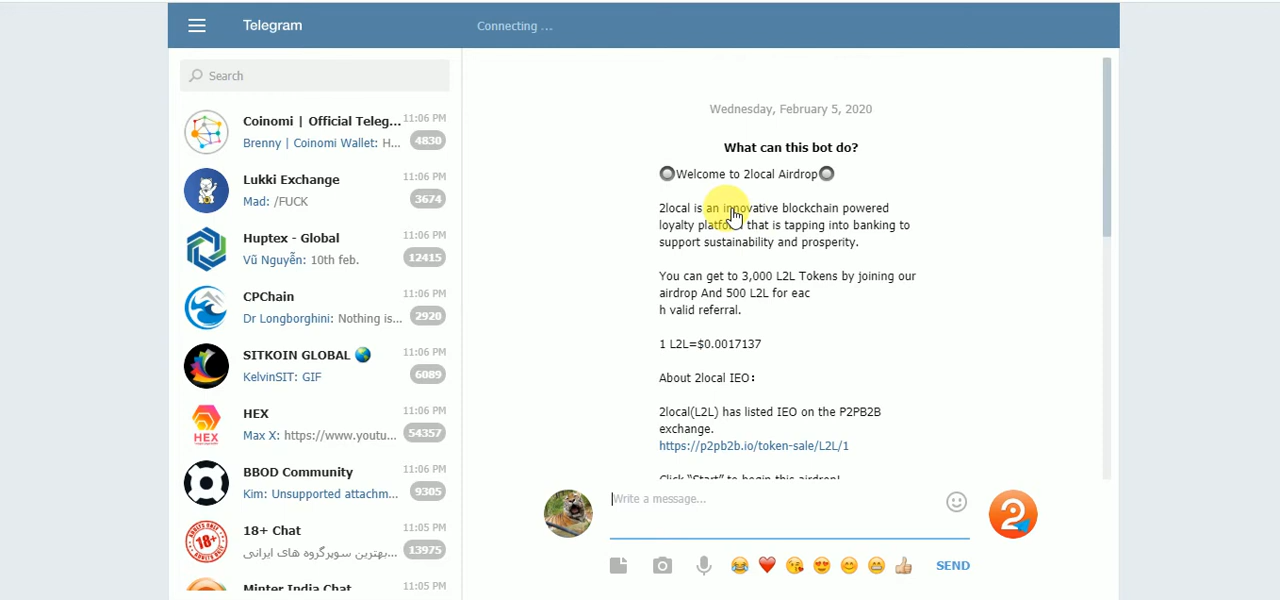 Telegram
Connecting ...
Search
Coinomi | Official Teleg... 11:06 PM
Brenny | Coinomi Wallet: H... 4830
Lukki Exchange 11:06 PM
Mad: /FUCK 3674
Huptex - Global 11:06 PM
Vũ Nguyễn: 10th feb. 12415
CPChain 11:06 PM
Dr Longborghini: Nothing is... 2920
SITKOIN GLOBAL 🌏 11:06 PM
KelvinSIT: GIF 6089
HEX
HEX 11:06 PM
Max X: https://www.youtu... 54357
BBOD Community 11:06 PM
Kim: Unsupported attachm... 9305
18+
18+ Chat 11:05 PM
بهترین سوپرگروه های ایرانی... 13975
Minter India Chat 11:05 PM
Wednesday, February 5, 2020
What can this bot do?
🔘Welcome to 2local Airdrop🔘
2local is an innovative blockchain powered
loyalty platform that is tapping into banking to
support sustainability and prosperity.
You can get to 3,000 L2L Tokens by joining our
airdrop And 500 L2L for eac
h valid referral.
1 L2L=$0.0017137
About 2local IEO:
2local(L2L) has listed IEO on the P2PB2B
exchange.
https://p2pb2b.io/token-sale/L2L/1
Click “Start” to begin this airdrop!
Write a message...
2
SEND